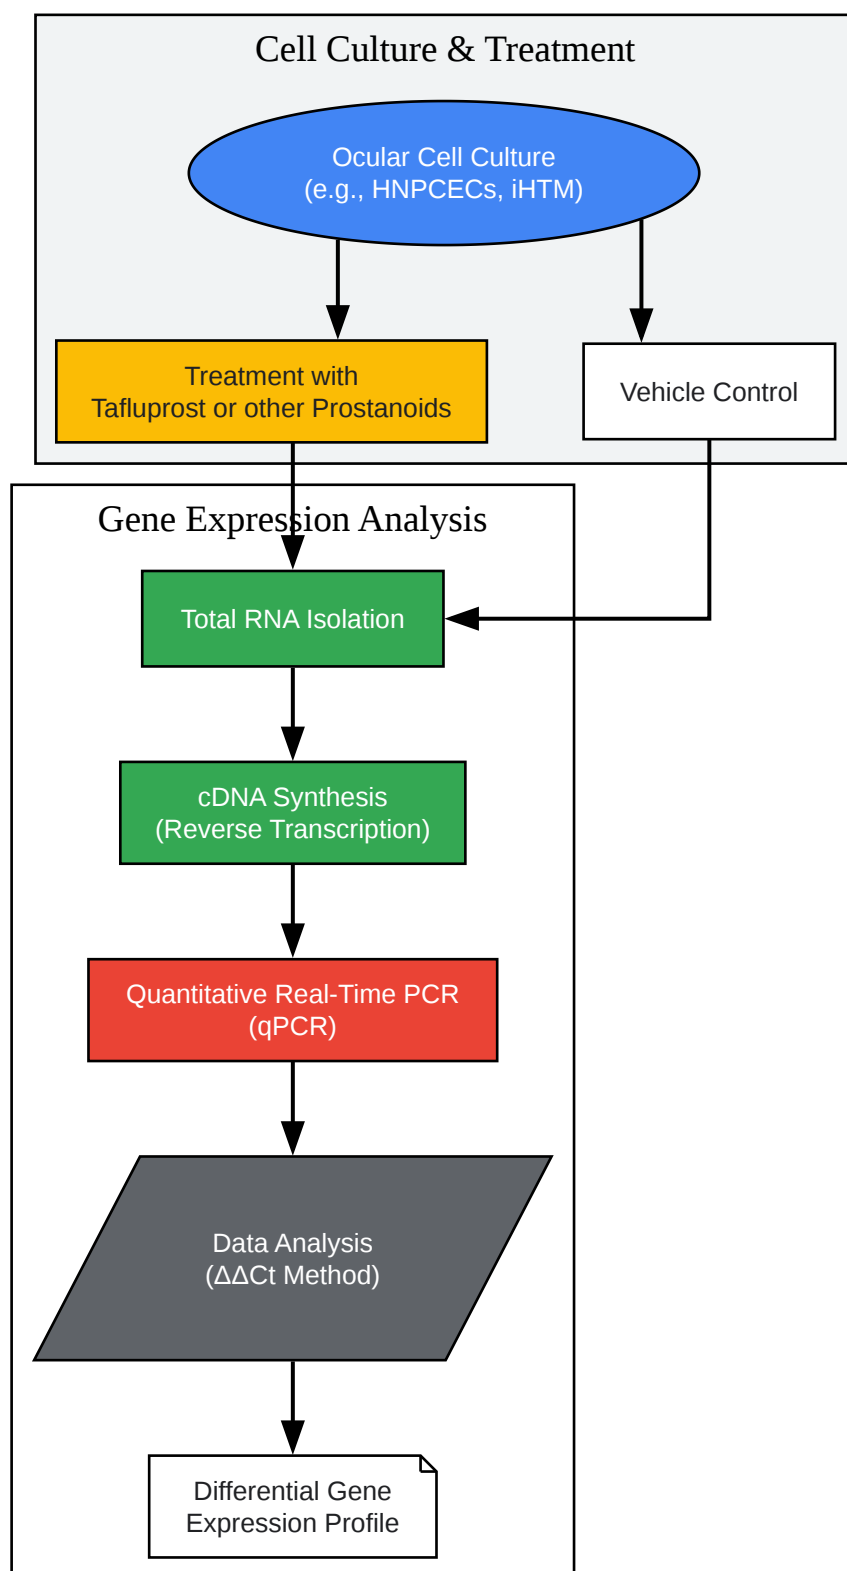 Cell Culture & Treatment
Ocular Cell Culture
(e.g., HNPCECs, iHTM)
Treatment with
Tafluprost or other Prostanoids
Vehicle Control
Gene Expression Analysis
Total RNA Isolation
cDNA Synthesis
(Reverse Transcription)
Quantitative Real-Time PCR
(qPCR)
Data Analysis
(ΔΔCt Method)
Differential Gene
Expression Profile